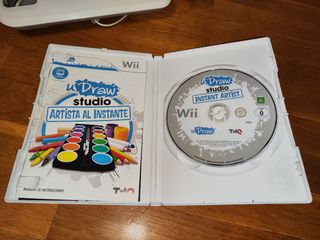 Wii
uDraw
studio
ARTISTA AL INSTANTE
MANUAL DE INSTRUCCIONES
THQ
uDraw
studio
INSTANT ARTIST
Wii
uDraw
THQ